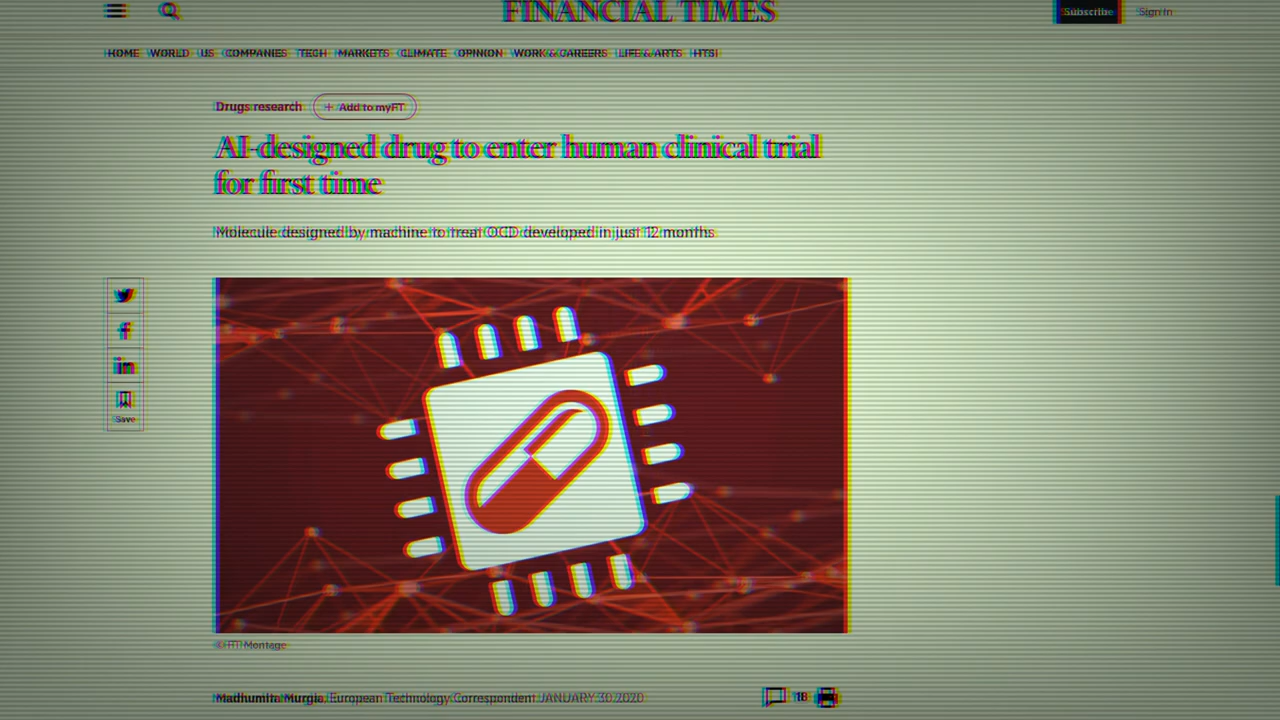 FINANCIAL TIMES
Subscribe Sign In
HOME WORLD US COMPANIES TECH MARKETS CLIMATE OPINION WORK & CAREERS LIFE & ARTS HTSI
Drugs research + Add to myFT
AI-designed drug to enter human clinical trial
for first time
Molecule designed by machine to treat OCD developed in just 12 months
Save
© FT Montage
Madhumita Murgia, European Technology Correspondent JANUARY 30 2020
18